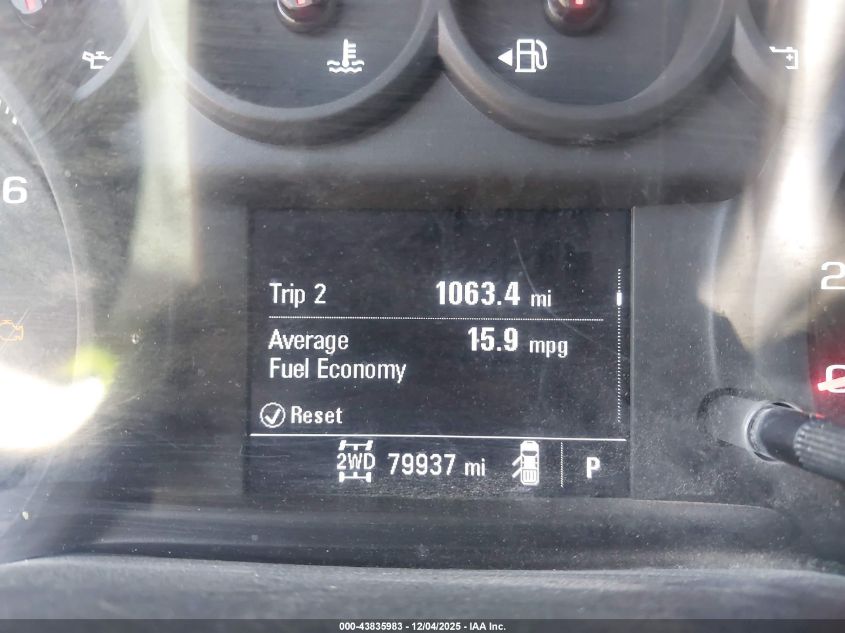 6
2
Trip 2 1063.4 mi
Average 15.9 mpg
Fuel Economy
Reset
2WD 79937 mi P
000-43835983 - 12/04/2025 - IAA Inc.